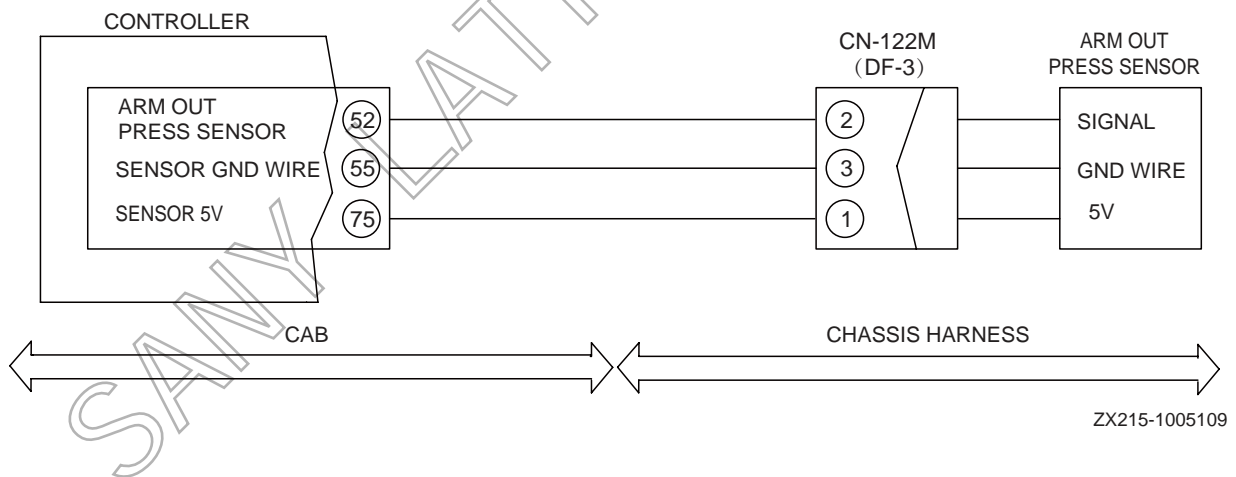 CONTROLLER
CN-122M
（DF-3）
ARM OUT
PRESS SENSOR
ARM OUT
PRESS SENSOR
52
2
SIGNAL
SENSOR GND WIRE
55
3
GND WIRE
SENSOR 5V
75
1
5V
CAB
CHASSIS HARNESS
ZX215-1005109
SANY